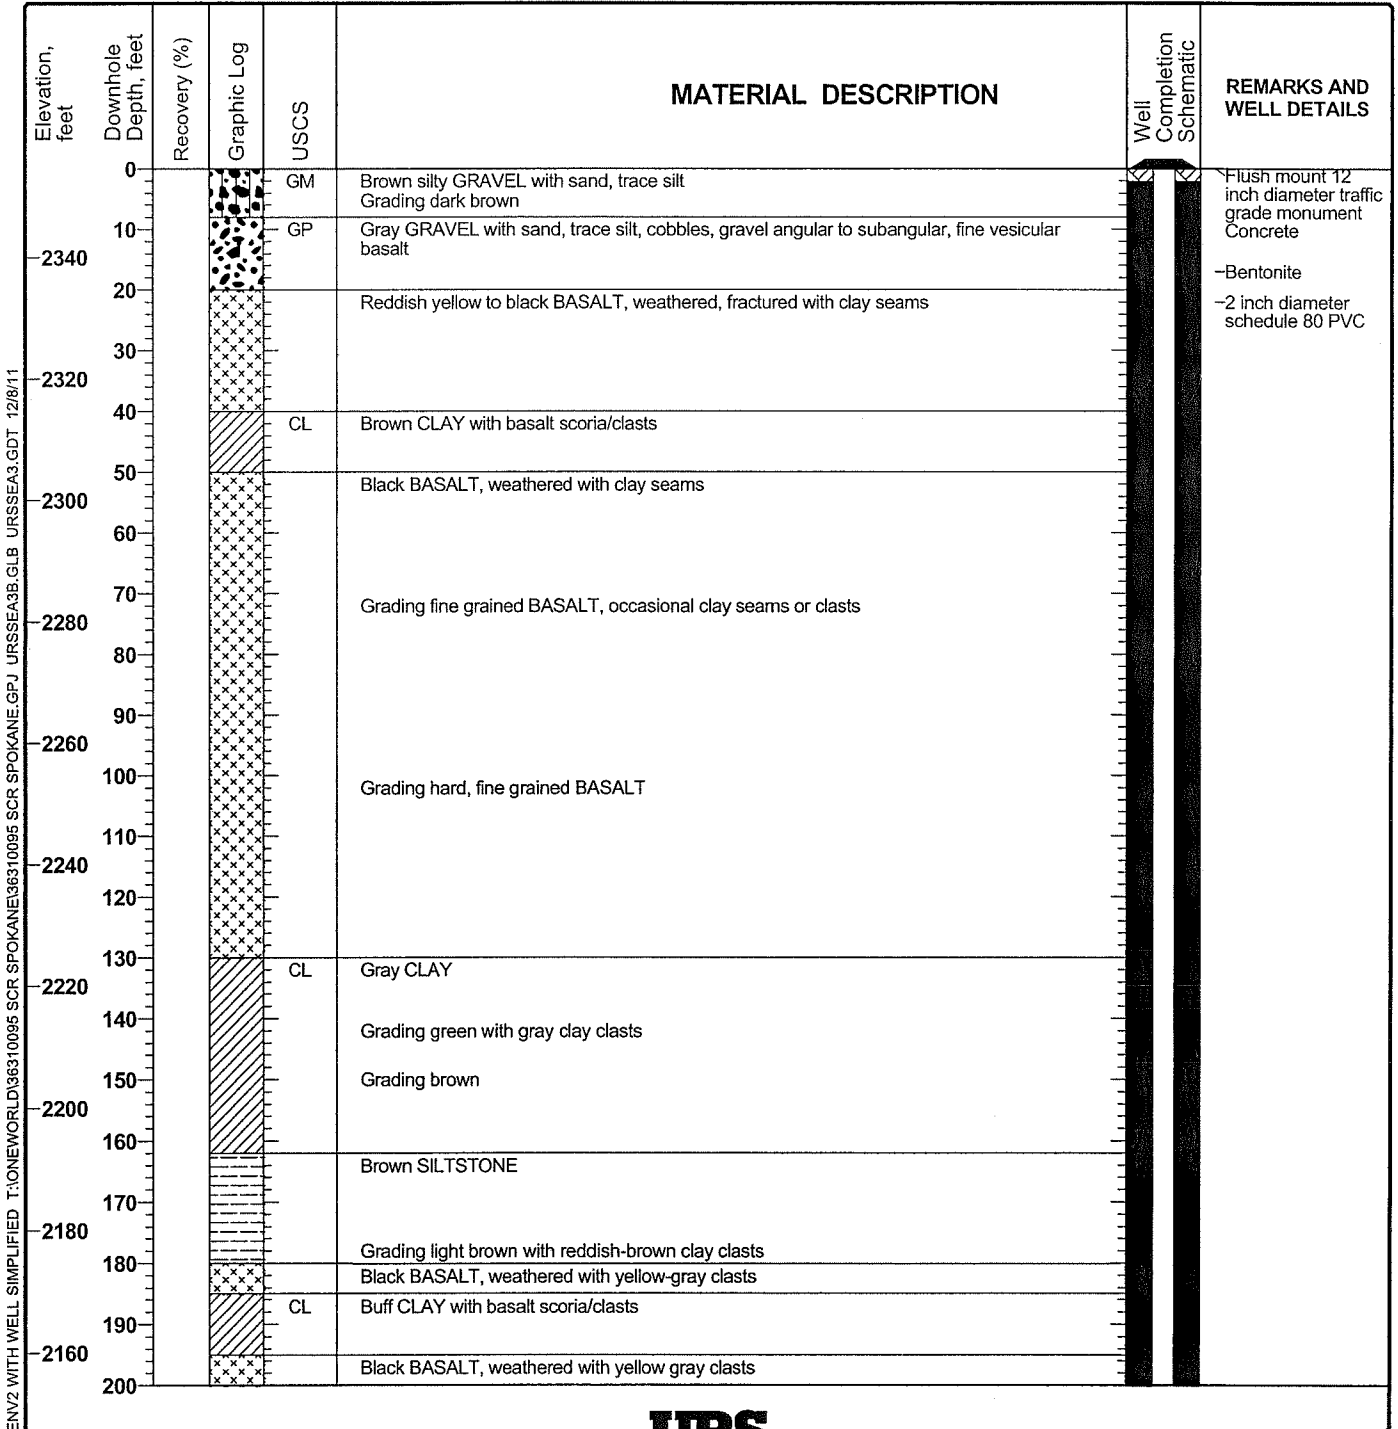 Elevation,
feet
Downhole
Depth, feet
Recovery (%)
Graphic Log
USCS
MATERIAL DESCRIPTION
Well
Completion
Schematic
REMARKS AND
WELL DETAILS
0
GM
Brown silty GRAVEL with sand, trace silt
Grading dark brown
Flush mount 12
inch diameter traffic
grade monument
Concrete
10
GP
Gray GRAVEL with sand, trace silt, cobbles, gravel angular to subangular, fine vesicular
basalt
2340
Bentonite
20
Reddish yellow to black BASALT, weathered, fractured with clay seams
2 inch diameter
schedule 80 PVC
30
2320
40
CL
Brown CLAY with basalt scoria/clasts
50
Black BASALT, weathered with clay seams
2300
60
70
Grading fine grained BASALT, occasional clay seams or clasts
2280
80
90
2260
100
Grading hard, fine grained BASALT
110
2240
120
130
CL
Gray CLAY
2220
140
Grading green with gray clay clasts
150
Grading brown
2200
160
Brown SILTSTONE
170
2180
Grading light brown with reddish-brown clay clasts
180
Black BASALT, weathered with yellow-gray clasts
CL
Buff CLAY with basalt scoria/clasts
190
2160
Black BASALT, weathered with yellow gray clasts
200
ENV2 WITH WELL SIMPLIFIED T:\ONEWORLD\36310095 SCR SPOKANE\36310095 SCR SPOKANE.GPJ URSSEA3B.GLB URSSEA3.GDT 12/8/11
URS